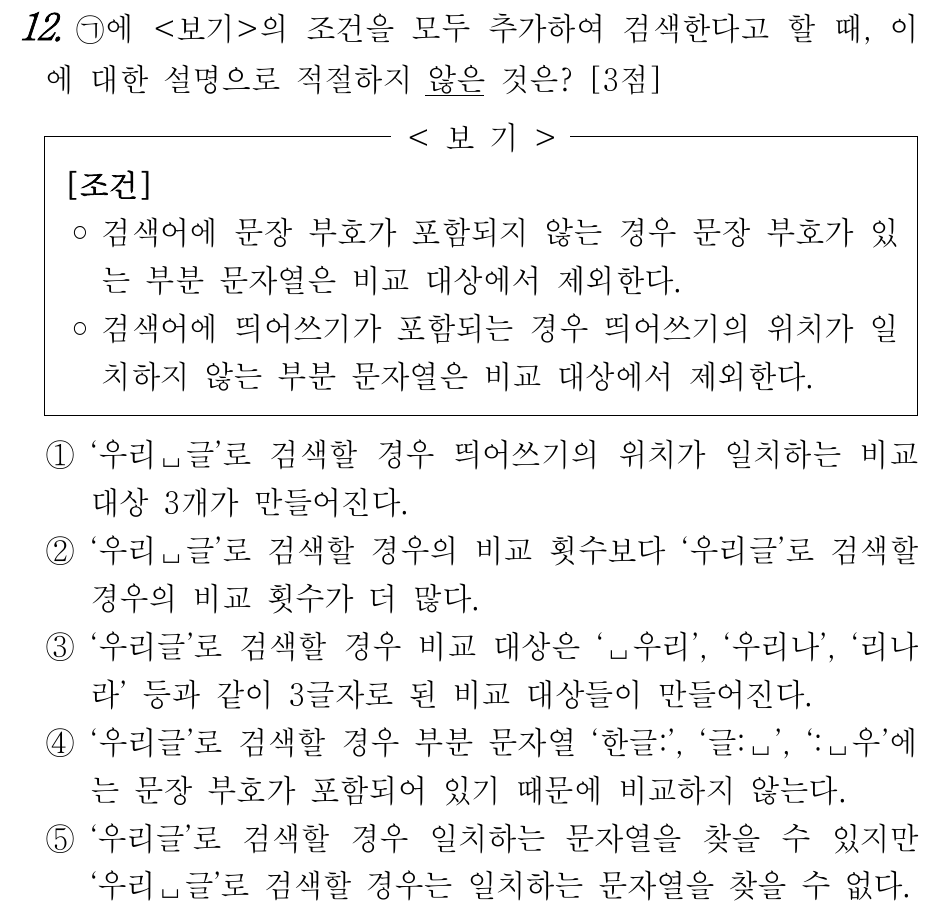 12. ㉠에 <보기>의 조건을 모두 추가하여 검색한다고 할 때, 이
에 대한 설명으로 적절하지 않은 것은? [3점]
< 보 기 >
[조건]
○ 검색어에 문장 부호가 포함되지 않는 경우 문장 부호가 있
는 부분 문자열은 비교 대상에서 제외한다.
○ 검색어에 띄어쓰기가 포함되는 경우 띄어쓰기의 위치가 일
치하지 않는 부분 문자열은 비교 대상에서 제외한다.
① ‘우리␣글’로 검색할 경우 띄어쓰기의 위치가 일치하는 비교
대상 3개가 만들어진다.
② ‘우리␣글’로 검색할 경우의 비교 횟수보다 ‘우리글’로 검색할
경우의 비교 횟수가 더 많다.
③ ‘우리글’로 검색할 경우 비교 대상은 ‘␣우리’, ‘우리나’, ‘리나
라’ 등과 같이 3글자로 된 비교 대상들이 만들어진다.
④ ‘우리글’로 검색할 경우 부분 문자열 ‘한글:’, ‘글:␣’, ‘:␣우’에
는 문장 부호가 포함되어 있기 때문에 비교하지 않는다.
⑤ ‘우리글’로 검색할 경우 일치하는 문자열을 찾을 수 있지만
‘우리␣글’로 검색할 경우는 일치하는 문자열을 찾을 수 없다.